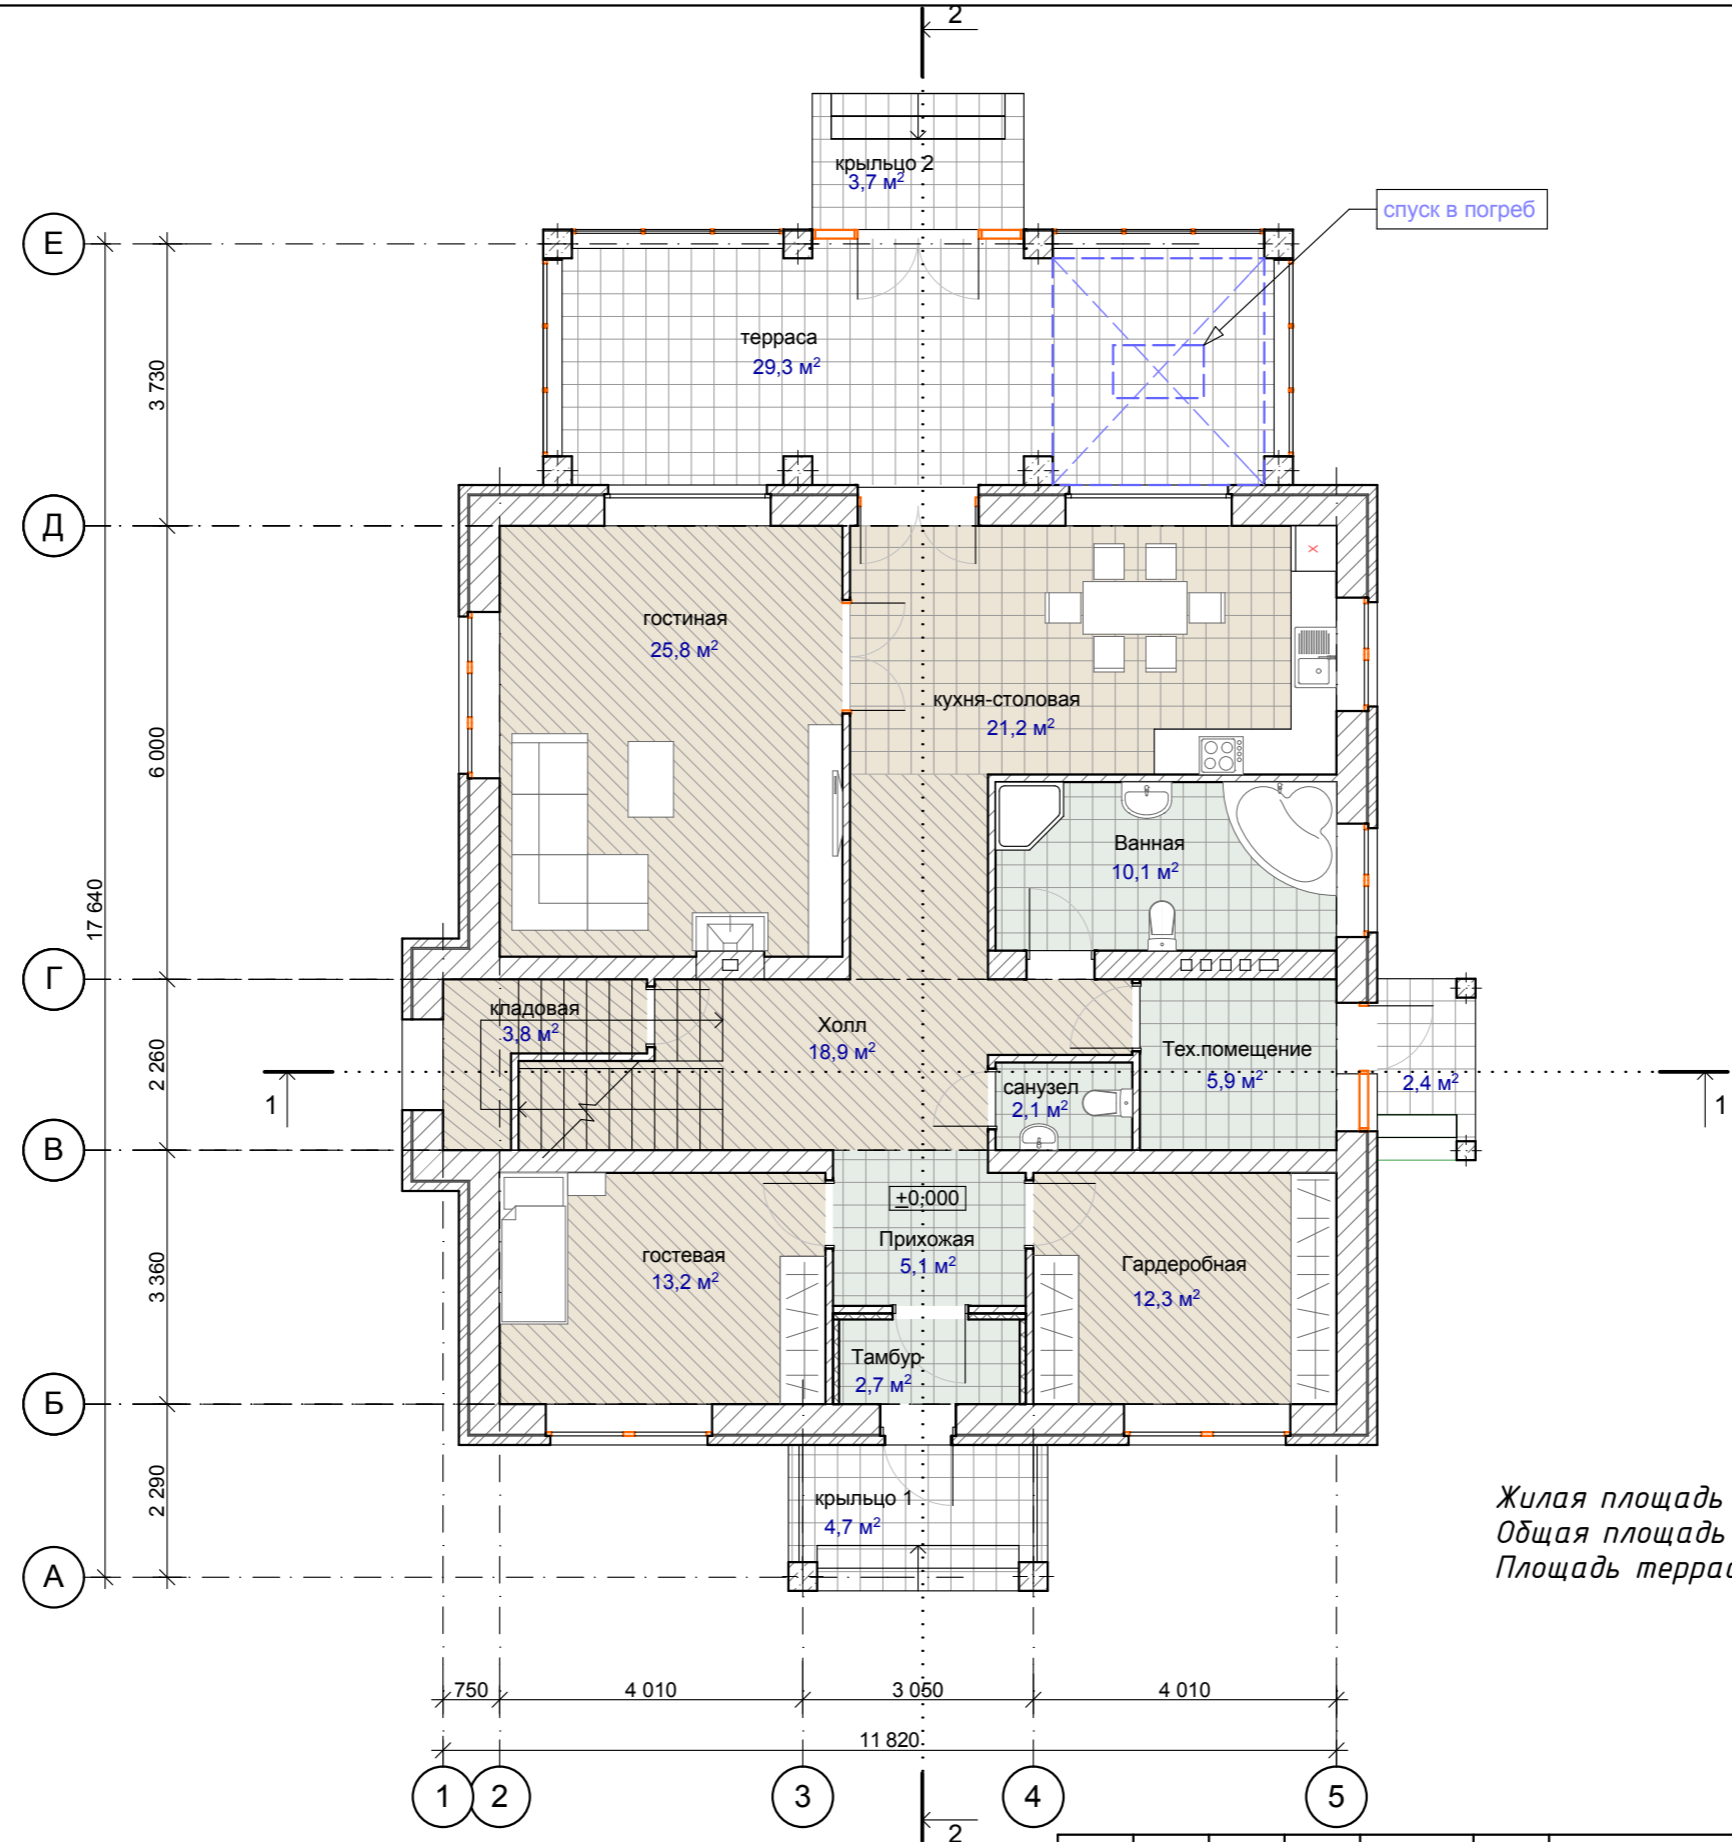 2
крыльцо 2
3,7 м²
спуск в погреб
Е
терраса
29,3 м²
3 730
Д
гостиная
25,8 м²
х
кухня-столовая
21,2 м²
6 000
17 640
Ванная
10,1 м²
Г
кладовая
3,8 м²
Холл
18,9 м²
Тех.помещение
5,9 м²
2,4 м²
санузел
2,1 м²
2 260
1
1
В
±0;000
Прихожая
5,1 м²
гостевая
13,2 м²
Гардеробная
12,3 м²
3 360
Тамбур
2,7 м²
Б
крыльцо 1
4,7 м²
2 290
А
Жилая площадь
Общая площадь
Площадь террас
750
4 010
3 050
4 010
11 820
1
2
3
4
5
2